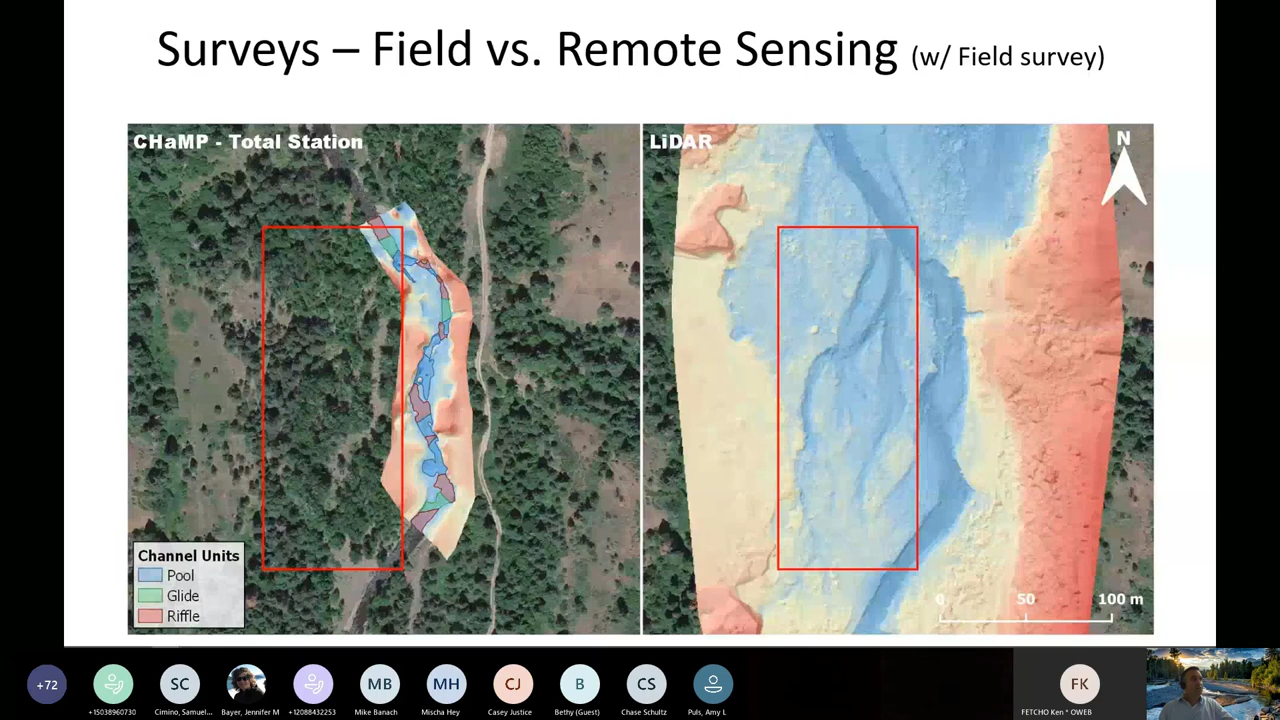 Surveys – Field vs. Remote Sensing (w/ Field survey)
CHaMP - Total Station
LiDAR
N
Channel Units
Pool
Glide
Riffle
0 50 100 m
+72
SC
MB
MH
CJ
B
CS
FK
+15038960730
Cimino, Samuel...
Bayer, Jennifer M
+12088432253
Mike Banach
Mischa Hey
Casey Justice
Bethy (Guest)
Chase Schultz
Puls, Amy L
FETCHO Ken * OWEB